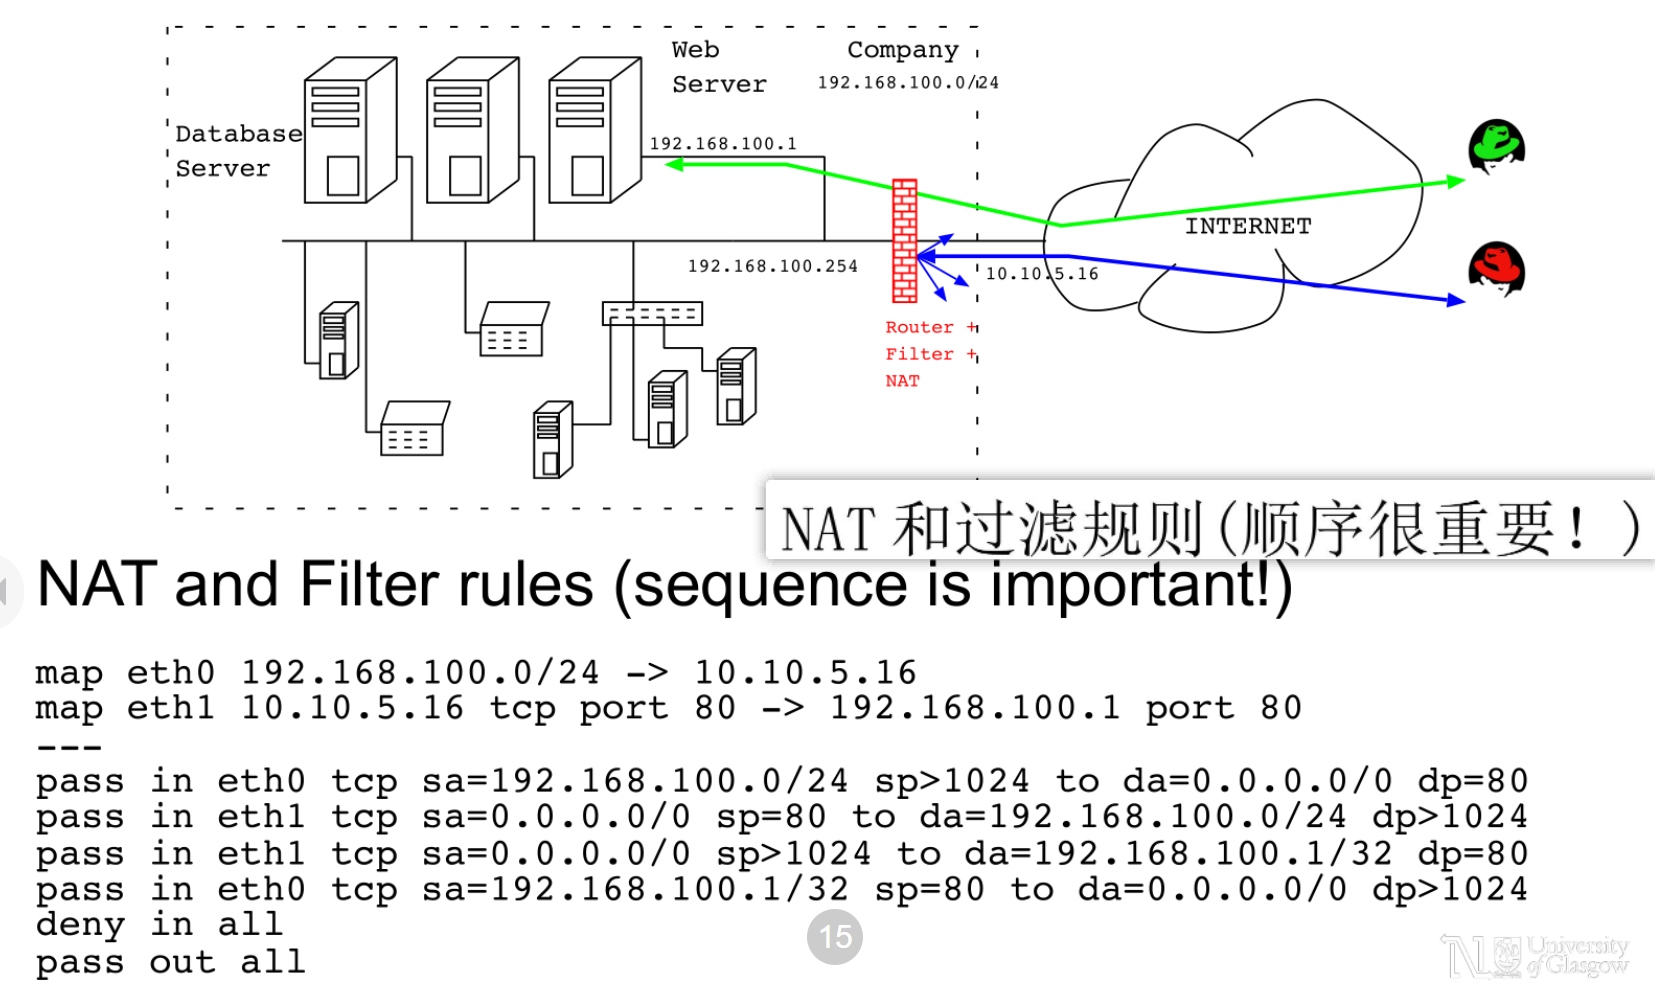 Web
Server
Company
192.168.100.0/24
Database
Server
192.168.100.1
INTERNET
192.168.100.254
10.10.5.16
Router +
Filter +
NAT
NAT 和过滤规则(顺序很重要! )
NAT and Filter rules (sequence is important!)
map eth0 192.168.100.0/24 -> 10.10.5.16
map eth1 10.10.5.16 tcp port 80 -> 192.168.100.1 port 80
---
pass in eth0 tcp sa=192.168.100.0/24 sp>1024 to da=0.0.0.0/0 dp=80
pass in eth1 tcp sa=0.0.0.0/0 sp=80 to da=192.168.100.0/24 dp>1024
pass in eth1 tcp sa=0.0.0.0/0 sp>1024 to da=192.168.100.1/32 dp=80
pass in eth0 tcp sa=192.168.100.1/32 sp=80 to da=0.0.0.0/0 dp>1024
deny in all
pass out all
15
University
of Glasgow